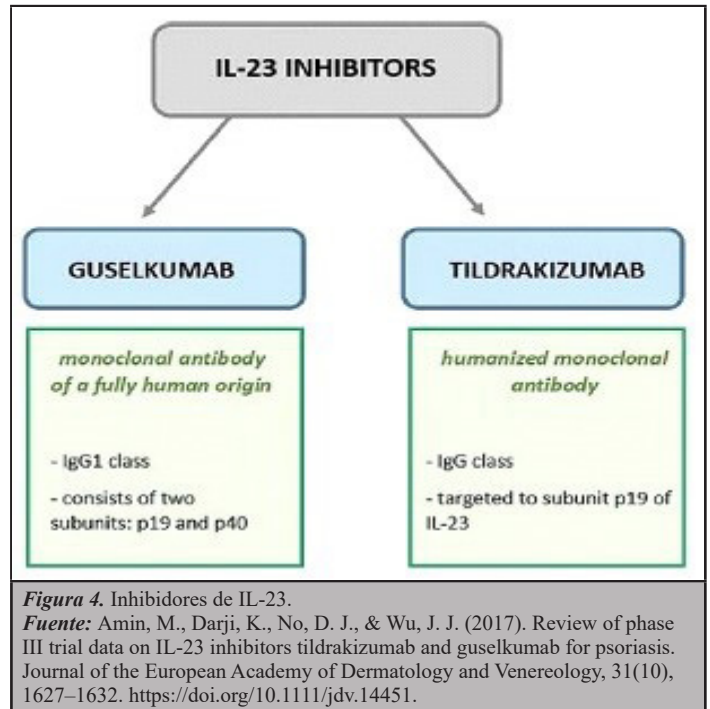 IL-23 INHIBITORS
GUSELKUMAB
monoclonal antibody
of a fully human origin
- IgG1 class
- consists of two
subunits: p19 and p40
TILDRAKIZUMAB
humanized monoclonal
antibody
- IgG class
- targeted to subunit p19 of
IL-23
Figura 4. Inhibidores de IL-23.
Fuente: Amin, M., Darji, K., No, D. J., & Wu, J. J. (2017). Review of phase
III trial data on IL-23 inhibitors tildrakizumab and guselkumab for psoriasis.
Journal of the European Academy of Dermatology and Venereology, 31(10),
1627–1632. https://doi.org/10.1111/jdv.14451.